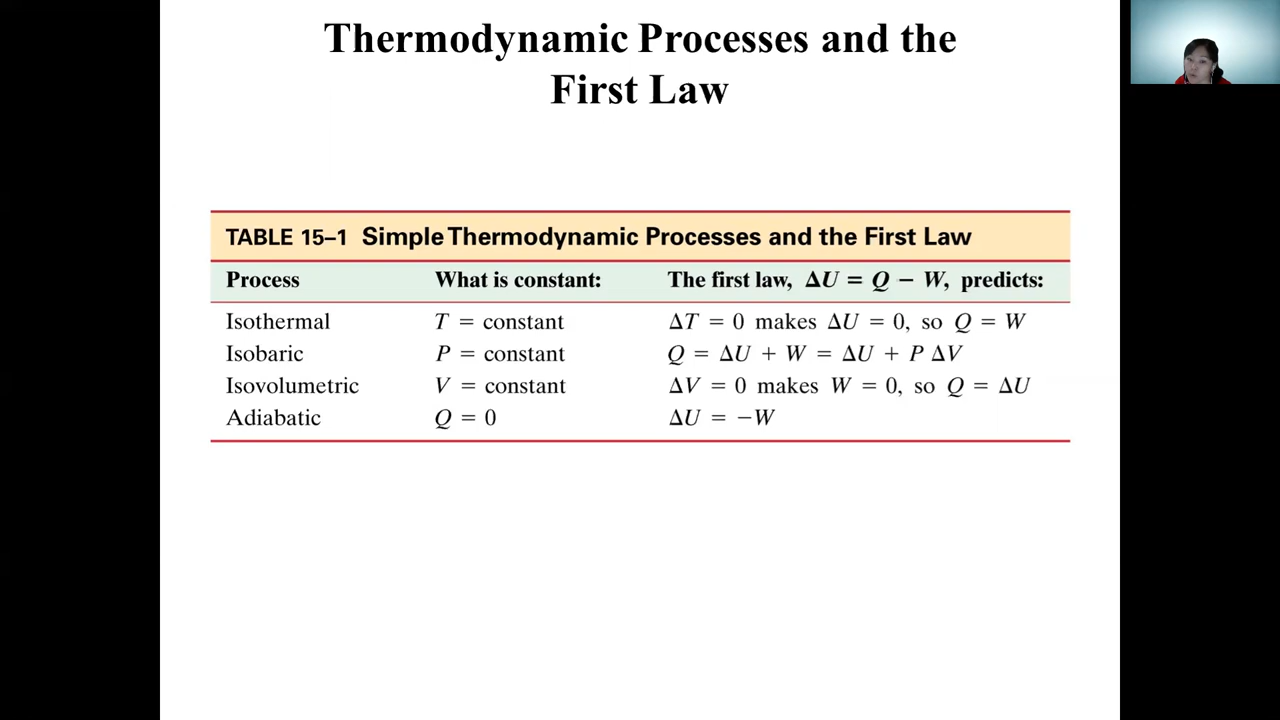 Thermodynamic Processes and the
First Law
TABLE 15–1 Simple Thermodynamic Processes and the First Law
Process What is constant: The first law, ΔU = Q − W, predicts:
Isothermal T = constant ΔT = 0 makes ΔU = 0, so Q = W
Isobaric P = constant Q = ΔU + W = ΔU + P ΔV
Isovolumetric V = constant ΔV = 0 makes W = 0, so Q = ΔU
Adiabatic Q = 0 ΔU = −W